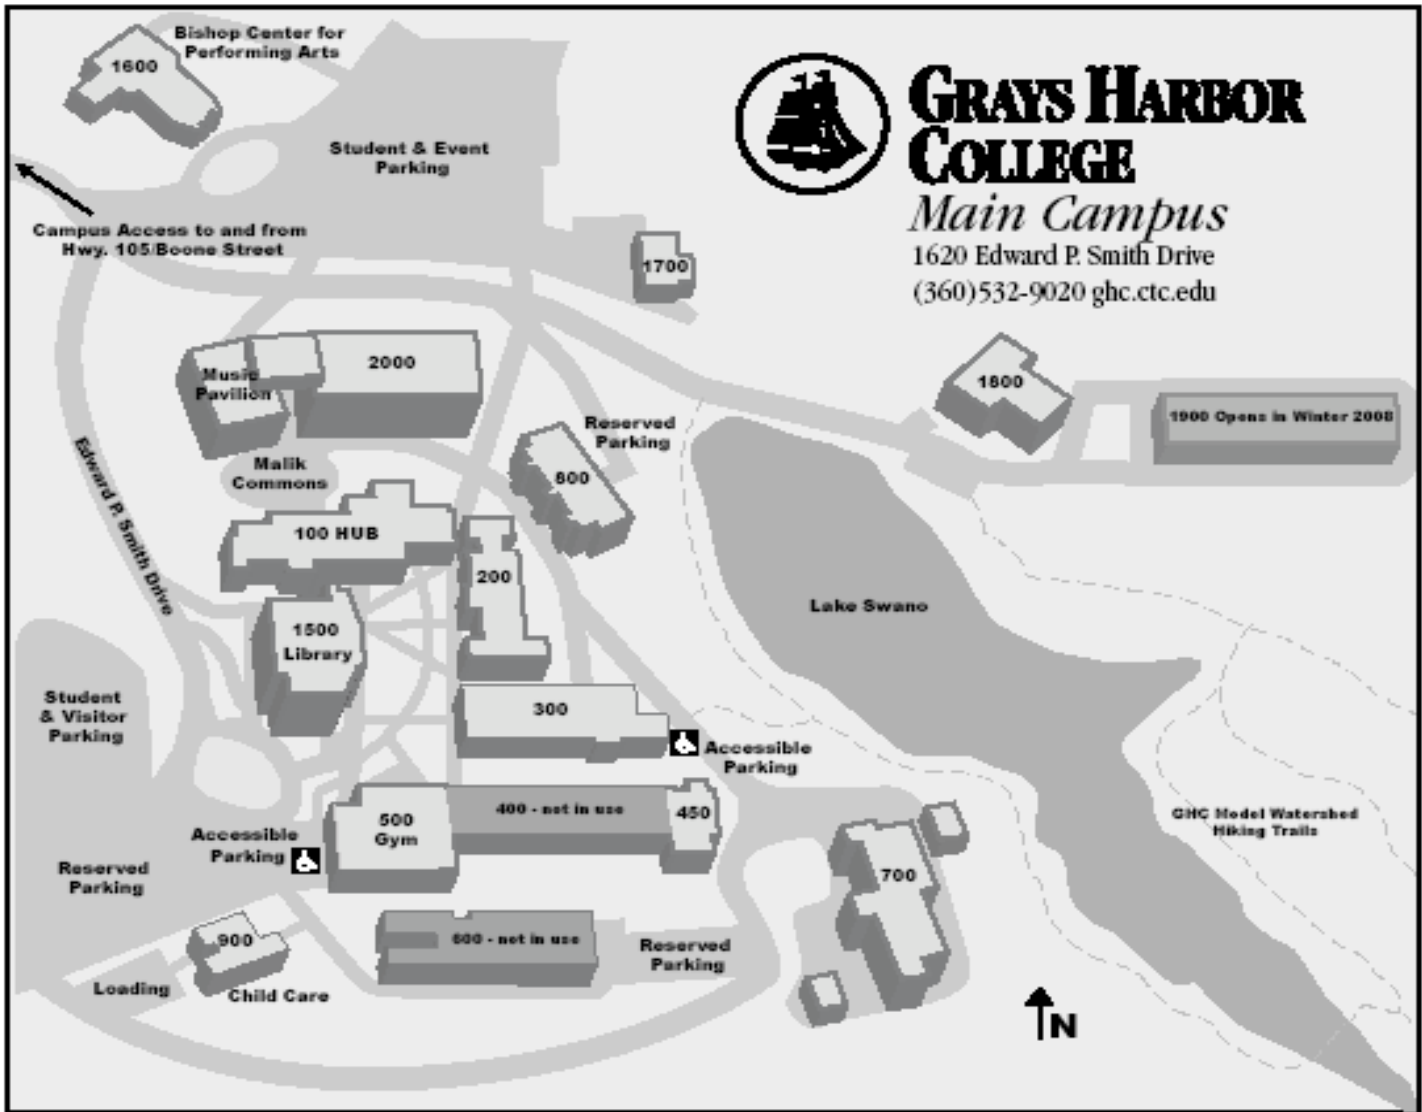 Bishop Center for
Performing Arts
1600
Student & Event
Parking
GRAYS HARBOR
COLLEGE
Main Campus
1620 Edward P. Smith Drive
(360)532-9020 ghc.ctc.edu
Campus Access to and from
Hwy. 105/Boone Street
1700
2000
Music
Pavilion
1800
1900 Opens in Winter 2008
Reserved
Parking
800
Malik
Commons
Edward P. Smith Drive
100 HUB
200
Lake Swano
1500
Library
Student
& Visitor
Parking
300
Accessible
Parking
400 - not in use
450
500
Gym
GHC Model Watershed
Hiking Trails
Accessible
Parking
Reserved
Parking
700
900
600 - not in use
Reserved
Parking
Loading
Child Care
N